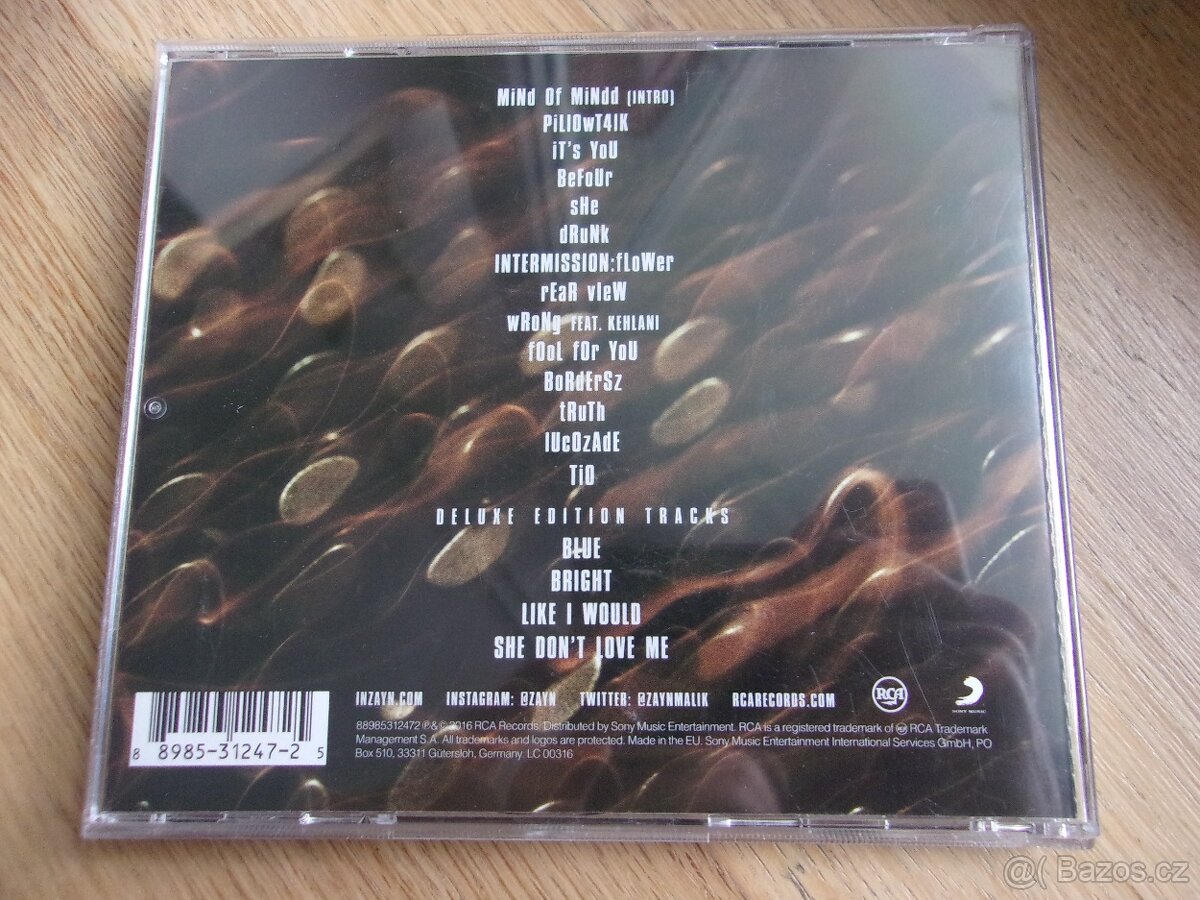 MiNd Of MiNdd (INTRO)
PiLlOwT4lK
iT's YoU
BeFoUr
sHe
dRuNk
INTERMISSION:fLoWer
rEaR vIeW
wRoNg FEAT. KEHLANI
fOoL fOr YoU
BoRdErSz
tRuTh
lUcOzAdE
TiO
DELUXE EDITION TRACKS
BLUE
BRIGHT
LIKE I WOULD
SHE DON'T LOVE ME
INZAYN.COM INSTAGRAM: @ZAYN TWITTER: @ZAYNMALIK RCARECORDS.COM
RCA
SONY MUSIC
88985312472 ℗ & © 2016 RCA Records. Distributed by Sony Music Entertainment. RCA is a registered trademark of RCA Trademark
Management S.A. All trademarks and logos are protected. Made in the EU. Sony Music Entertainment International Services GmbH, PO
Box 510, 33311 Gütersloh, Germany. LC 00316
8 8985-31247-2 5
@( Bazos.cz